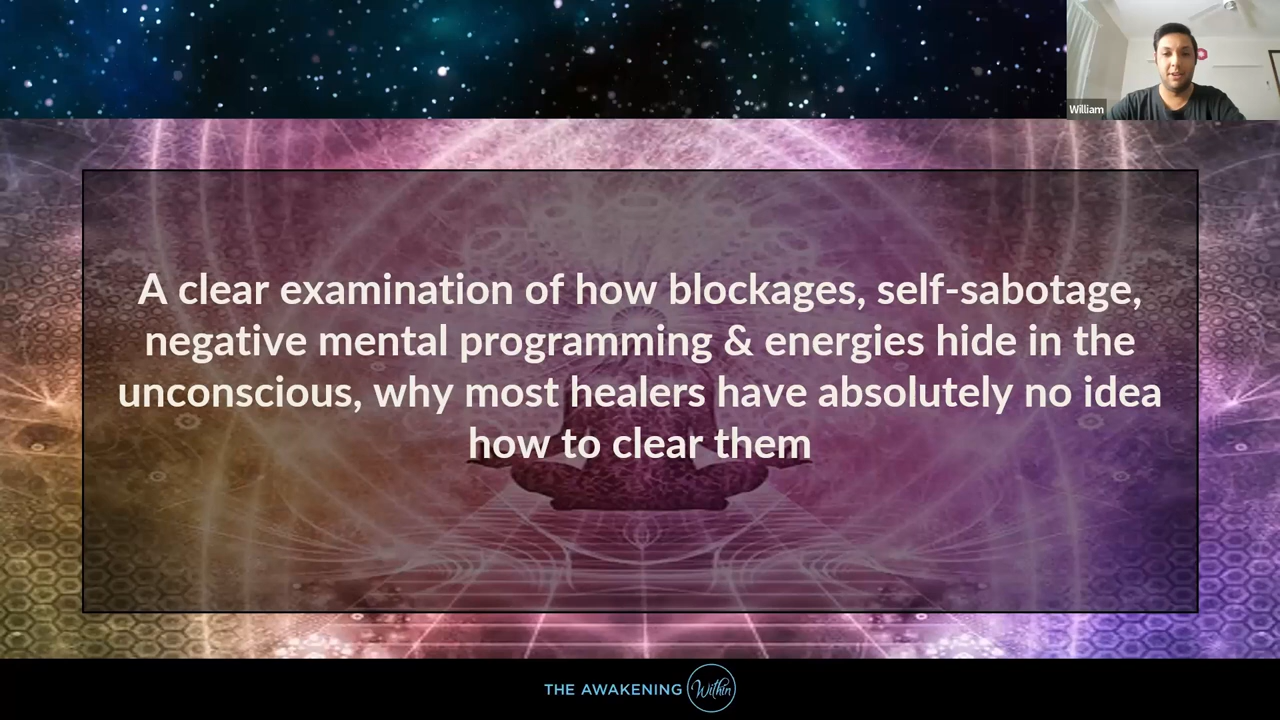 William
A clear examination of how blockages, self-sabotage,
negative mental programming & energies hide in the
unconscious, why most healers have absolutely no idea
how to clear them
THE AWAKENING Within